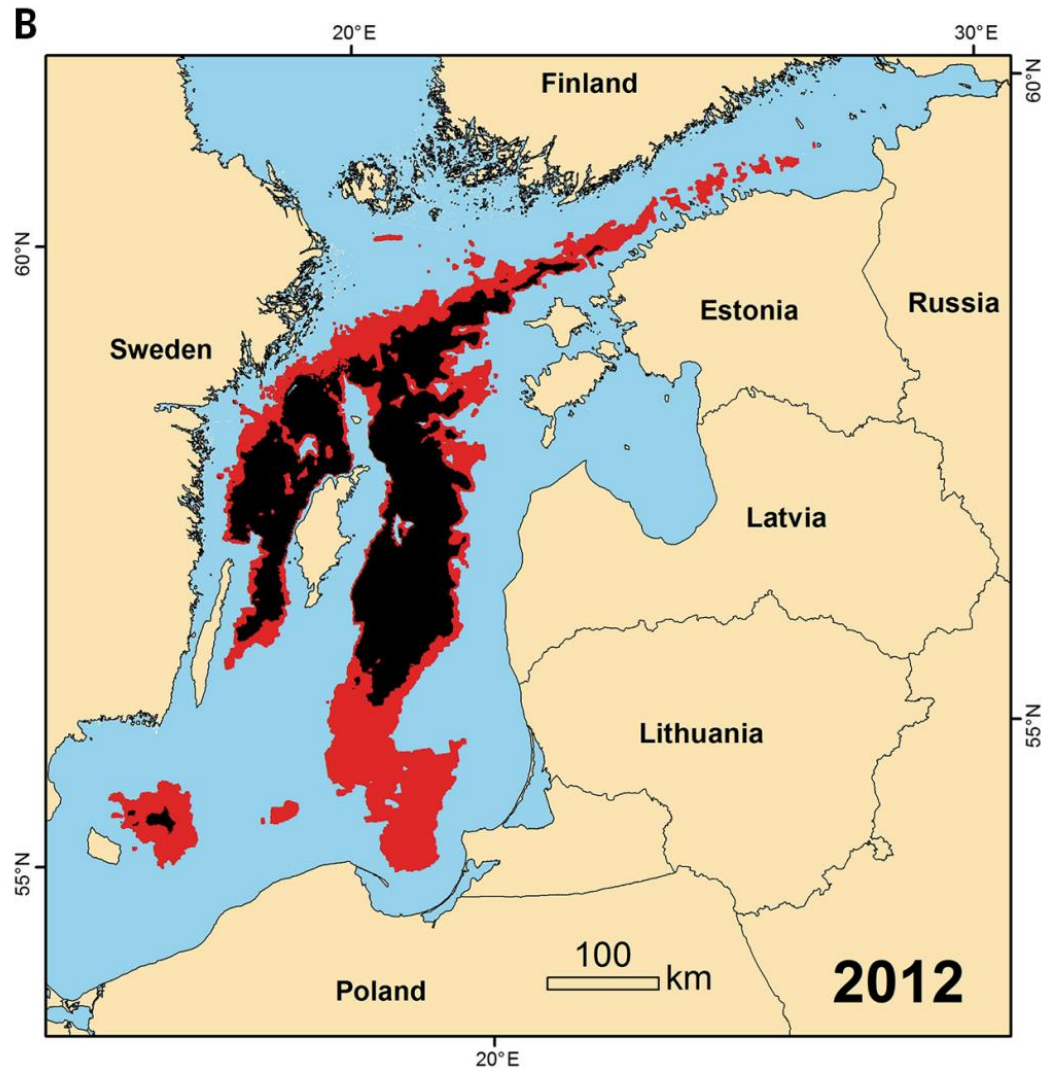 B
20°E
30°E
Finland
60°N
60°N
Estonia
Russia
Sweden
Latvia
Lithuania
55°N
55°N
100
km
Poland
2012
20°E